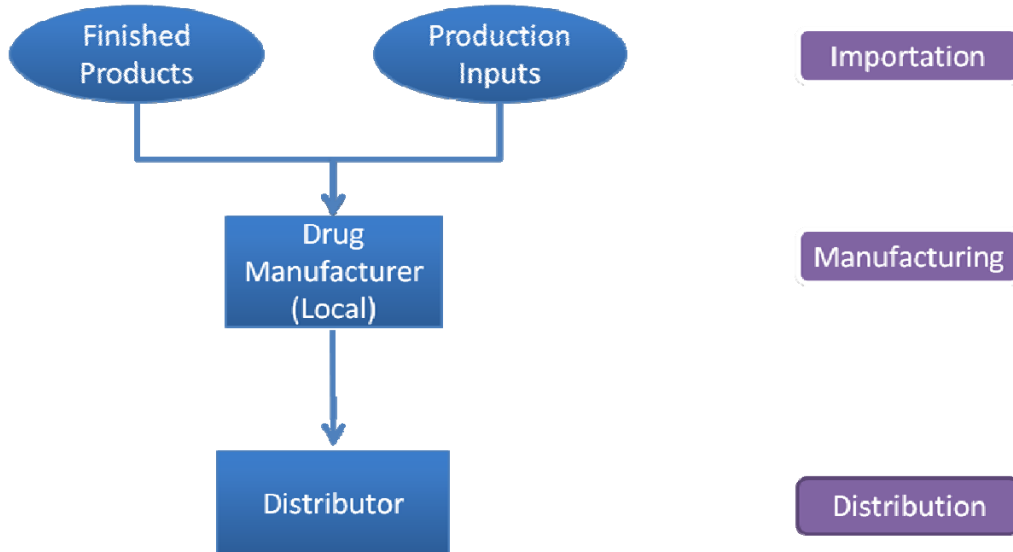 Finished
Products
Production
Inputs
Importation
Drug
Manufacturer
(Local)
Manufacturing
Distributor
Distribution